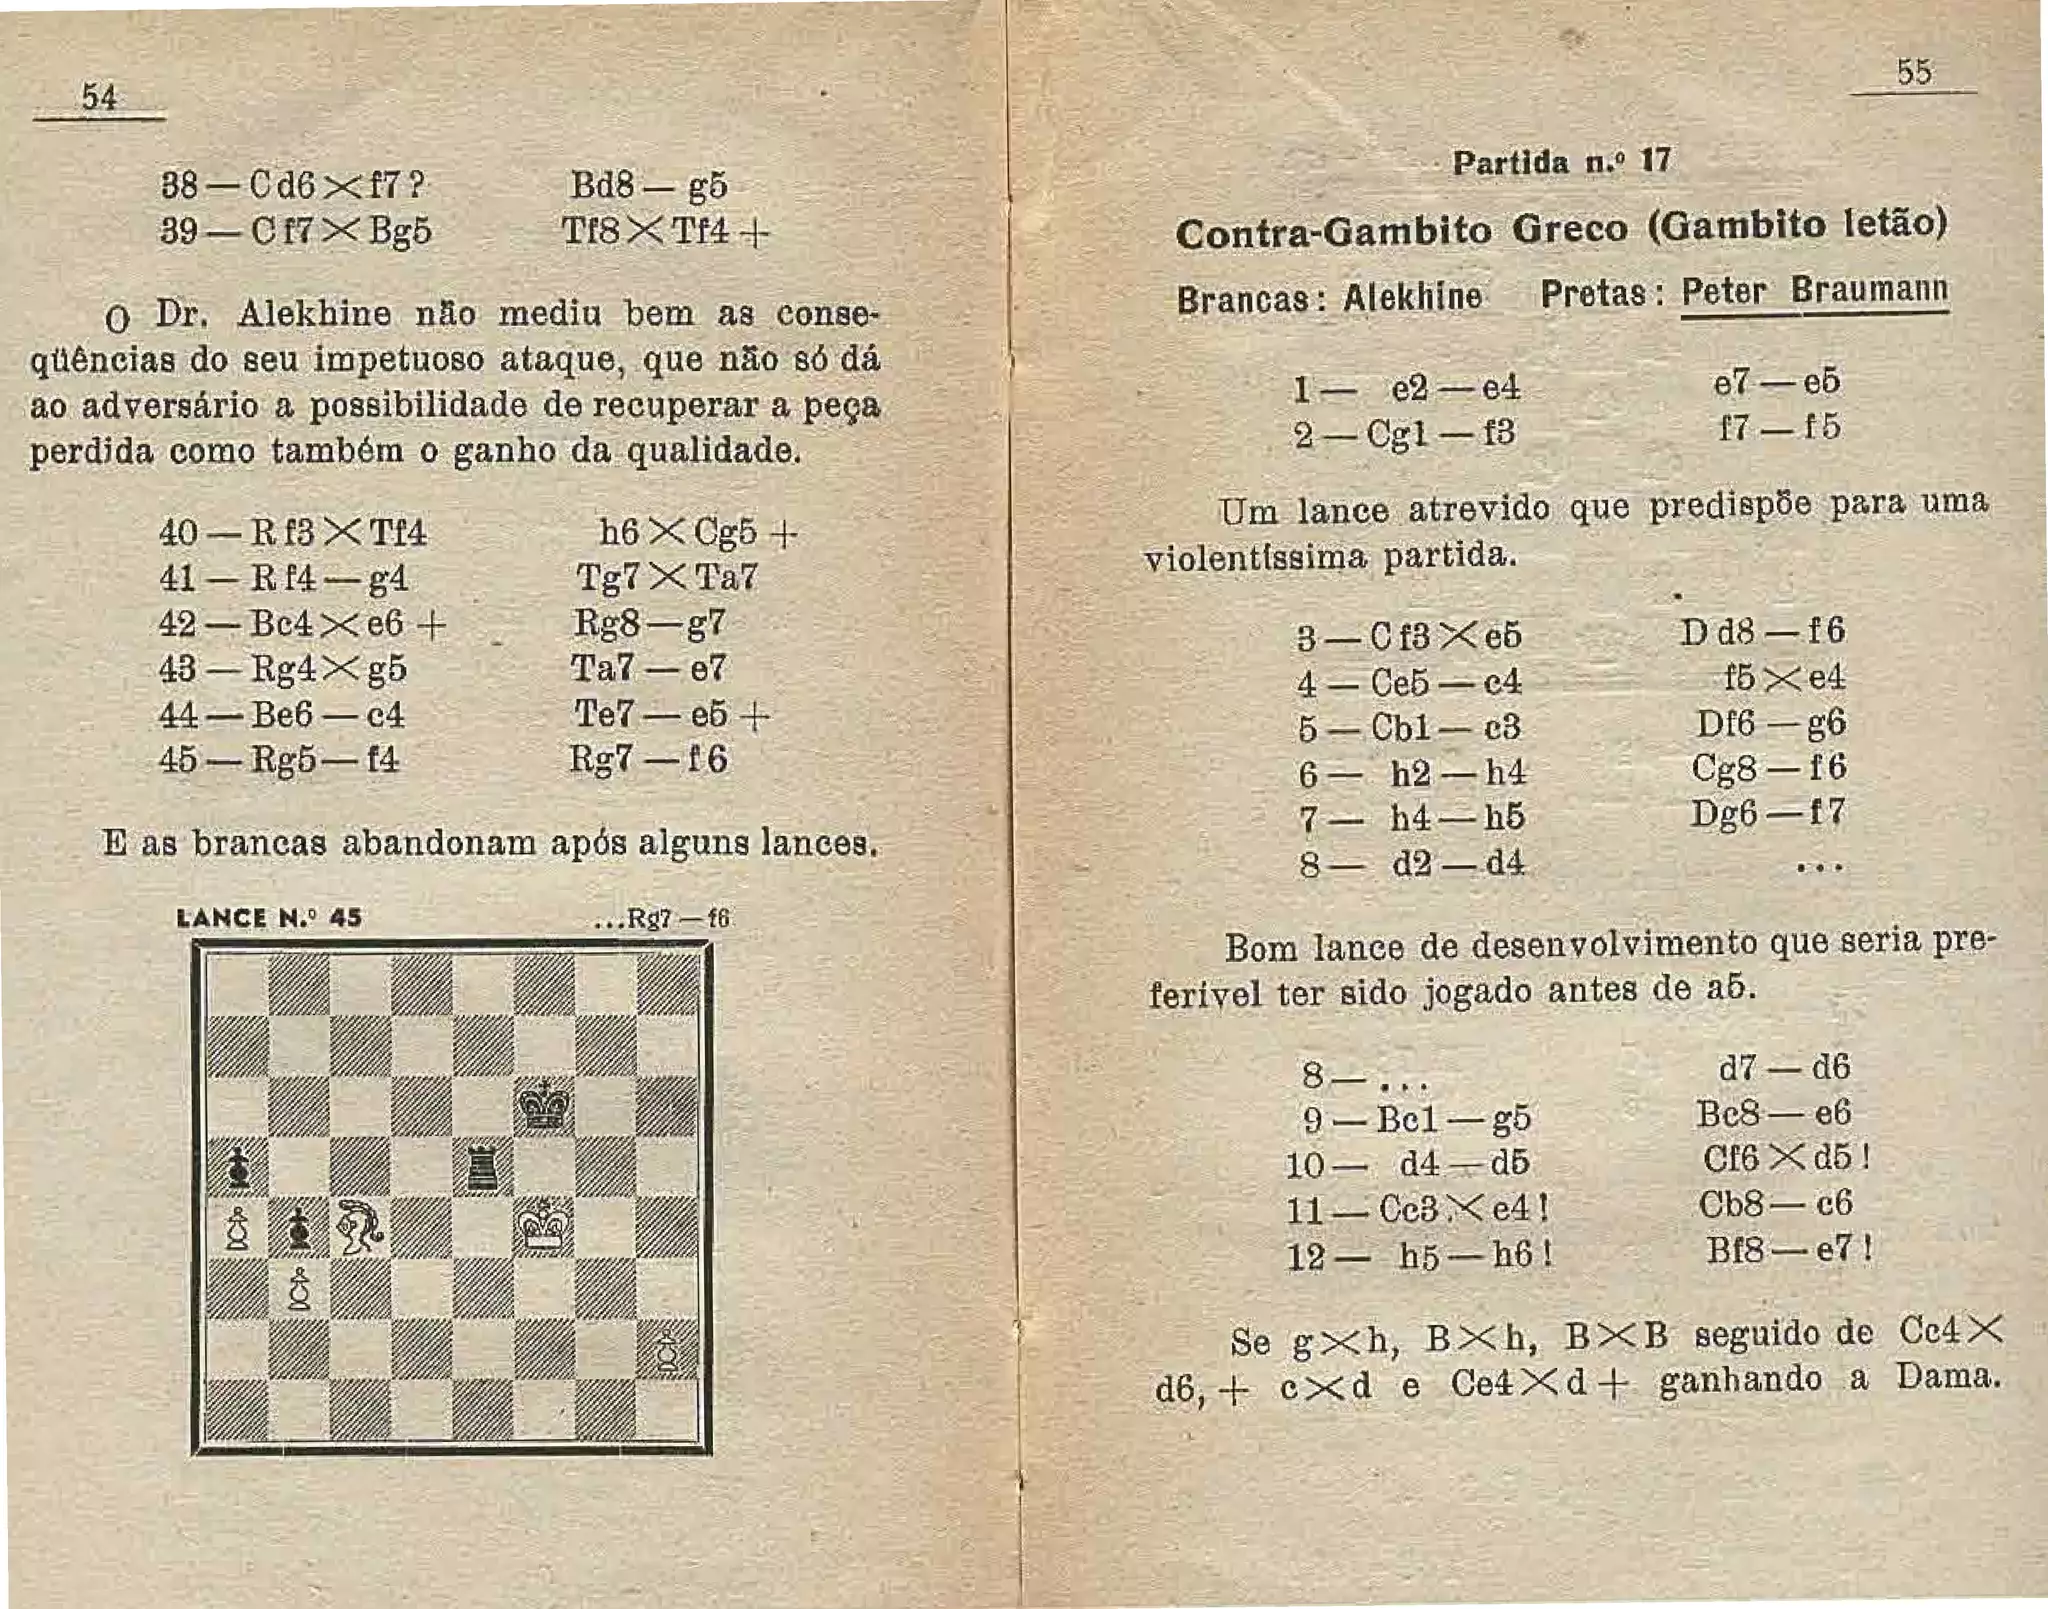 54
38 — Cd6 × f7 ? Bd8 — g5
39 — Cf7 × Bg5 Tf8 × Tf4 +
O Dr. Alekhine não mediu bem as conse-
qüências do seu impetuoso ataque, que não só dá
ao adversário a possibilidade de recuperar a peça
perdida como também o ganho da qualidade.
40 — Rf3 × Tf4 h6 × Cg5 +
41 — Rf4 — g4 Tg7 × Ta7
42 — Bc4 × e6 + Rg8 — g7
43 — Rg4 × g5 Ta7 — e7
44 — Be6 — c4 Te7 — e5 +
45 — Rg5 — f4 Rg7 — f6
E as brancas abandonam após alguns lances.
LANCE N.º 45 ...Rg7 — f6
55
Partida n.º 17
Contra-Gambito Greco (Gambito letão)
Brancas: Alekhine Pretas: Peter Braumann
1 — e2 — e4 e7 — e5
2 — Cg1 — f3 f7 — f5
Um lance atrevido que predispõe para uma
violentíssima partida.
3 — Cf3 × e5 Dd8 — f6
4 — Ce5 — c4 f5 × e4
5 — Cb1 — c3 Df6 — g6
6 — h2 — h4 Cg8 — f6
7 — h4 — h5 Dg6 — f7
8 — d2 — d4 ...
Bom lance de desenvolvimento que seria pre-
ferível ter sido jogado antes de a5.
8 — ... d7 — d6
9 — Bc1 — g5 Bc8 — e6
10 — d4 — d5 Cf6 × d5 !
11 — Cc3 × e4 ! Cb8 — c6
12 — h5 — h6 ! Bf8 — e7 !
Se g × h, B × h, B × B seguido de Cc4 ×
d6, + c × d e Ce4 × d + ganhando a Dama.